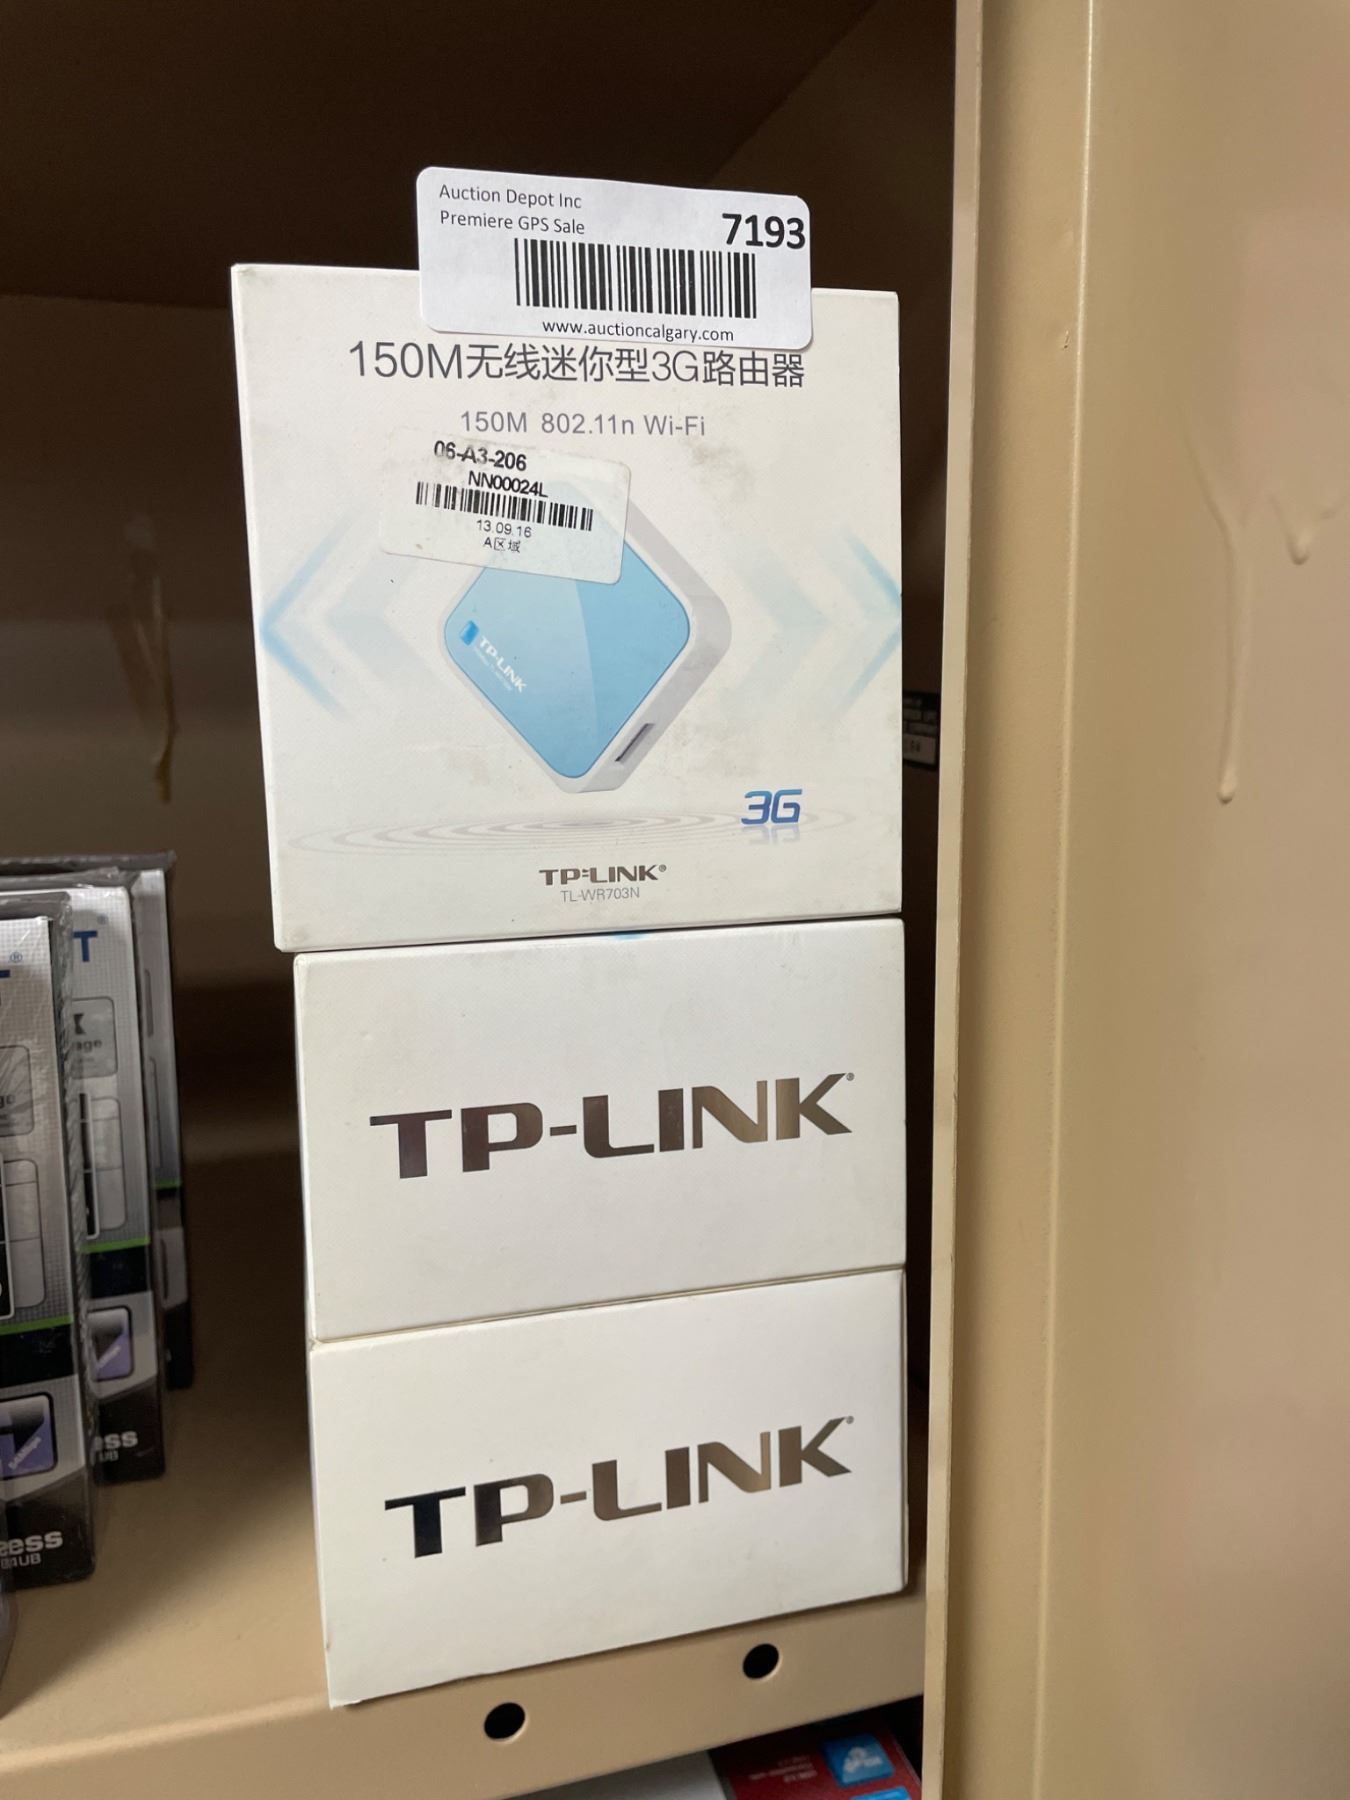 Auction Depot Inc
Premiere GPS Sale
7193
www.auctioncalgary.com
150M无线迷你型3G路由器
150M 802.11n Wi-Fi
06-A3-206
NN00024L
13.09.16
A区域
TP-LINK
3G
TP-LINK®
TL-WR703N
TP-LINK®
TP-LINK®
T